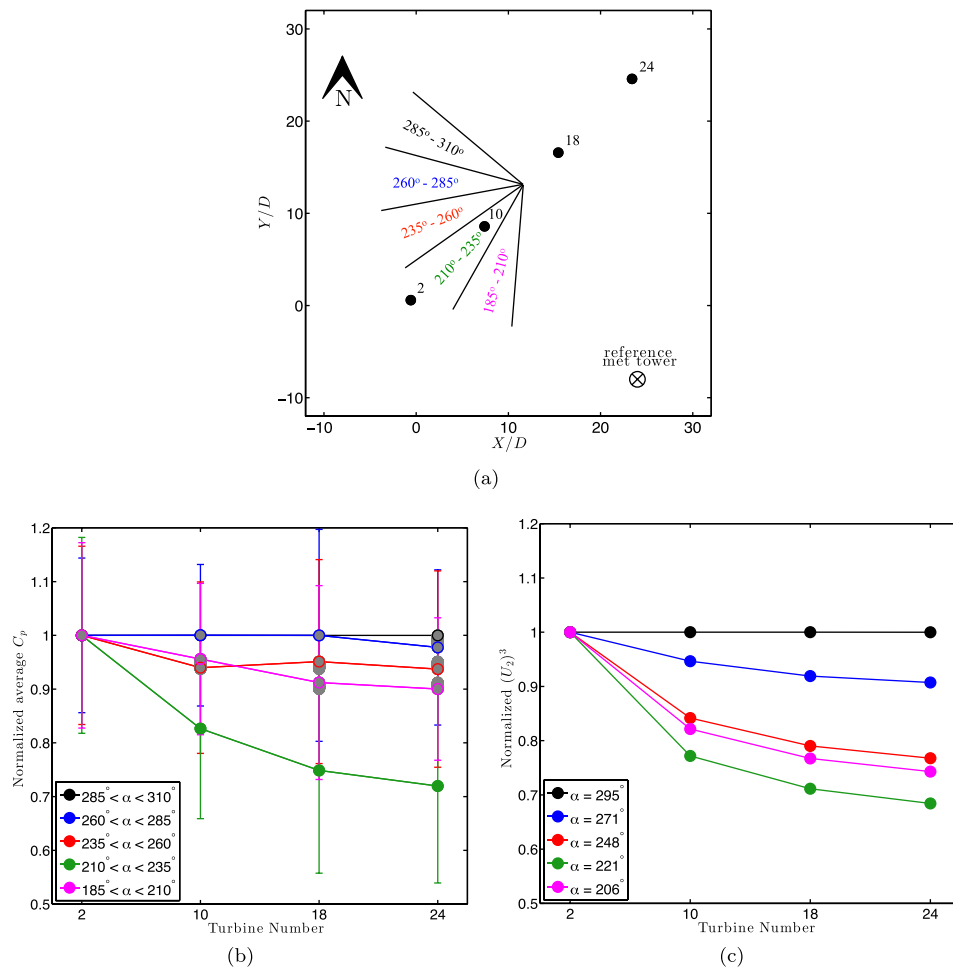 30
20
10
0
−10
Y/D
N
285° - 310°
260° - 285°
235° - 260°
210° - 235°
185° - 210°
24
18
10
2
reference
met tower
−10
0
10
20
30
X/D
(a)
1.2
1.1
1
0.9
0.8
0.7
0.6
0.5
Normalized average Cₚ
285°< α < 310°
260°< α < 285°
235°< α < 260°
210°< α < 235°
185°< α < 210°
2
10
18
24
Turbine Number
(b)
1.2
1.1
1
0.9
0.8
0.7
0.6
0.5
Normalized (U₂)³
α = 295°
α = 271°
α = 248°
α = 221°
α = 206°
2
10
18
24
Turbine Number
(c)